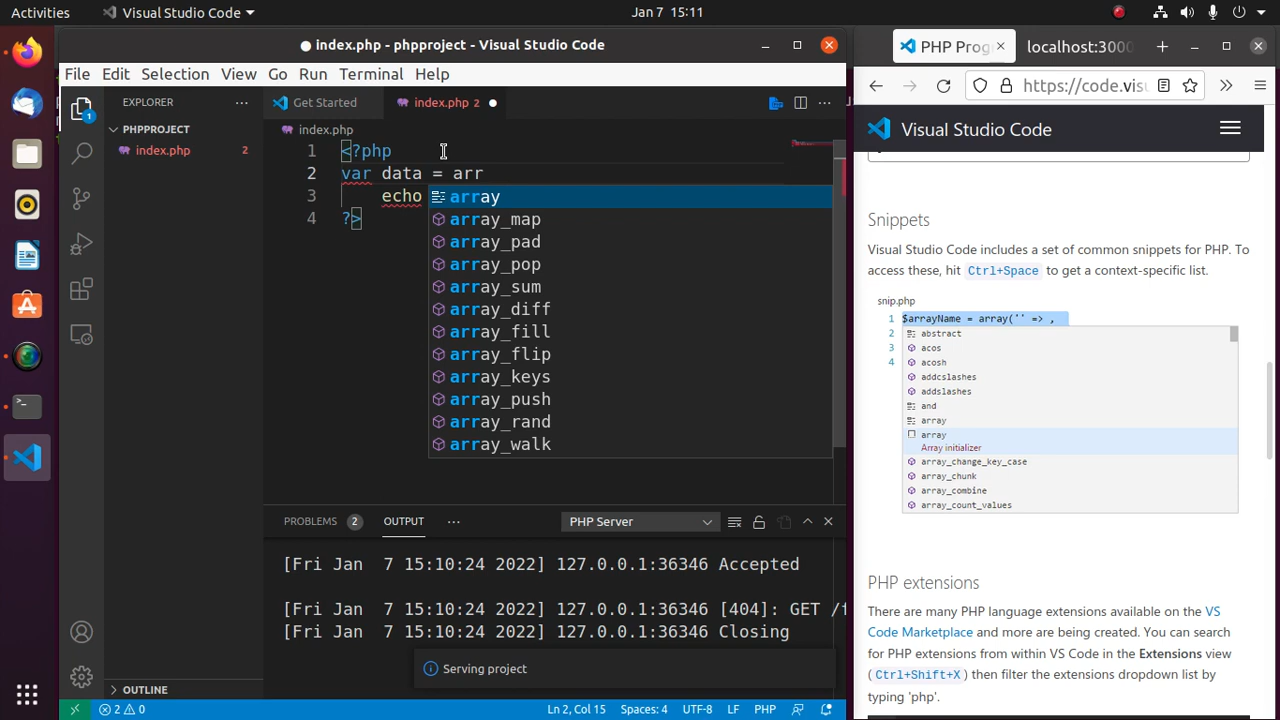 Activities
Visual Studio Code
Jan 7 15:11
● index.php - phpproject - Visual Studio Code
File Edit Selection View Go Run Terminal Help
EXPLORER
PHPPROJECT
index.php 2
OUTLINE
1
Get Started
index.php 2
index.php
1 <?php
2 var data = arr
3 echo
4 ?>
array
array_map
array_pad
array_pop
array_sum
array_diff
array_fill
array_flip
array_keys
array_push
array_rand
array_walk
PROBLEMS 2 OUTPUT
PHP Server
[Fri Jan 7 15:10:24 2022] 127.0.0.1:36346 Accepted
[Fri Jan 7 15:10:24 2022] 127.0.0.1:36346 [404]: GET /
[Fri Jan 7 15:10:24 2022] 127.0.0.1:36346 Closing
Serving project
2 0
Ln 2, Col 15 Spaces: 4 UTF-8 LF PHP
PHP Prog
localhost:3000
https://code.visu
Visual Studio Code
Snippets
Visual Studio Code includes a set of common snippets for PHP. To
access these, hit Ctrl+Space to get a context-specific list.
snip.php
1 $arrayName = array('' => ,
2
3
4
abstract
acos
acosh
addcslashes
addslashes
and
array
array
Array initializer
array_change_key_case
array_chunk
array_combine
array_count_values
PHP extensions
There are many PHP language extensions available on the VS
Code Marketplace and more are being created. You can search
for PHP extensions from within VS Code in the Extensions view
(Ctrl+Shift+X) then filter the extensions dropdown list by
typing 'php'.